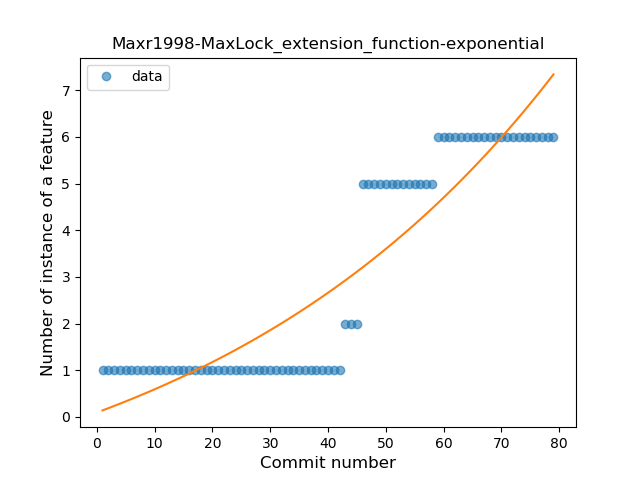 Maxr1998-MaxLock_extension_function-exponential
data
Number of instance of a feature
7
6
5
4
3
2
1
0
0 10 20 30 40 50 60 70 80
Commit number